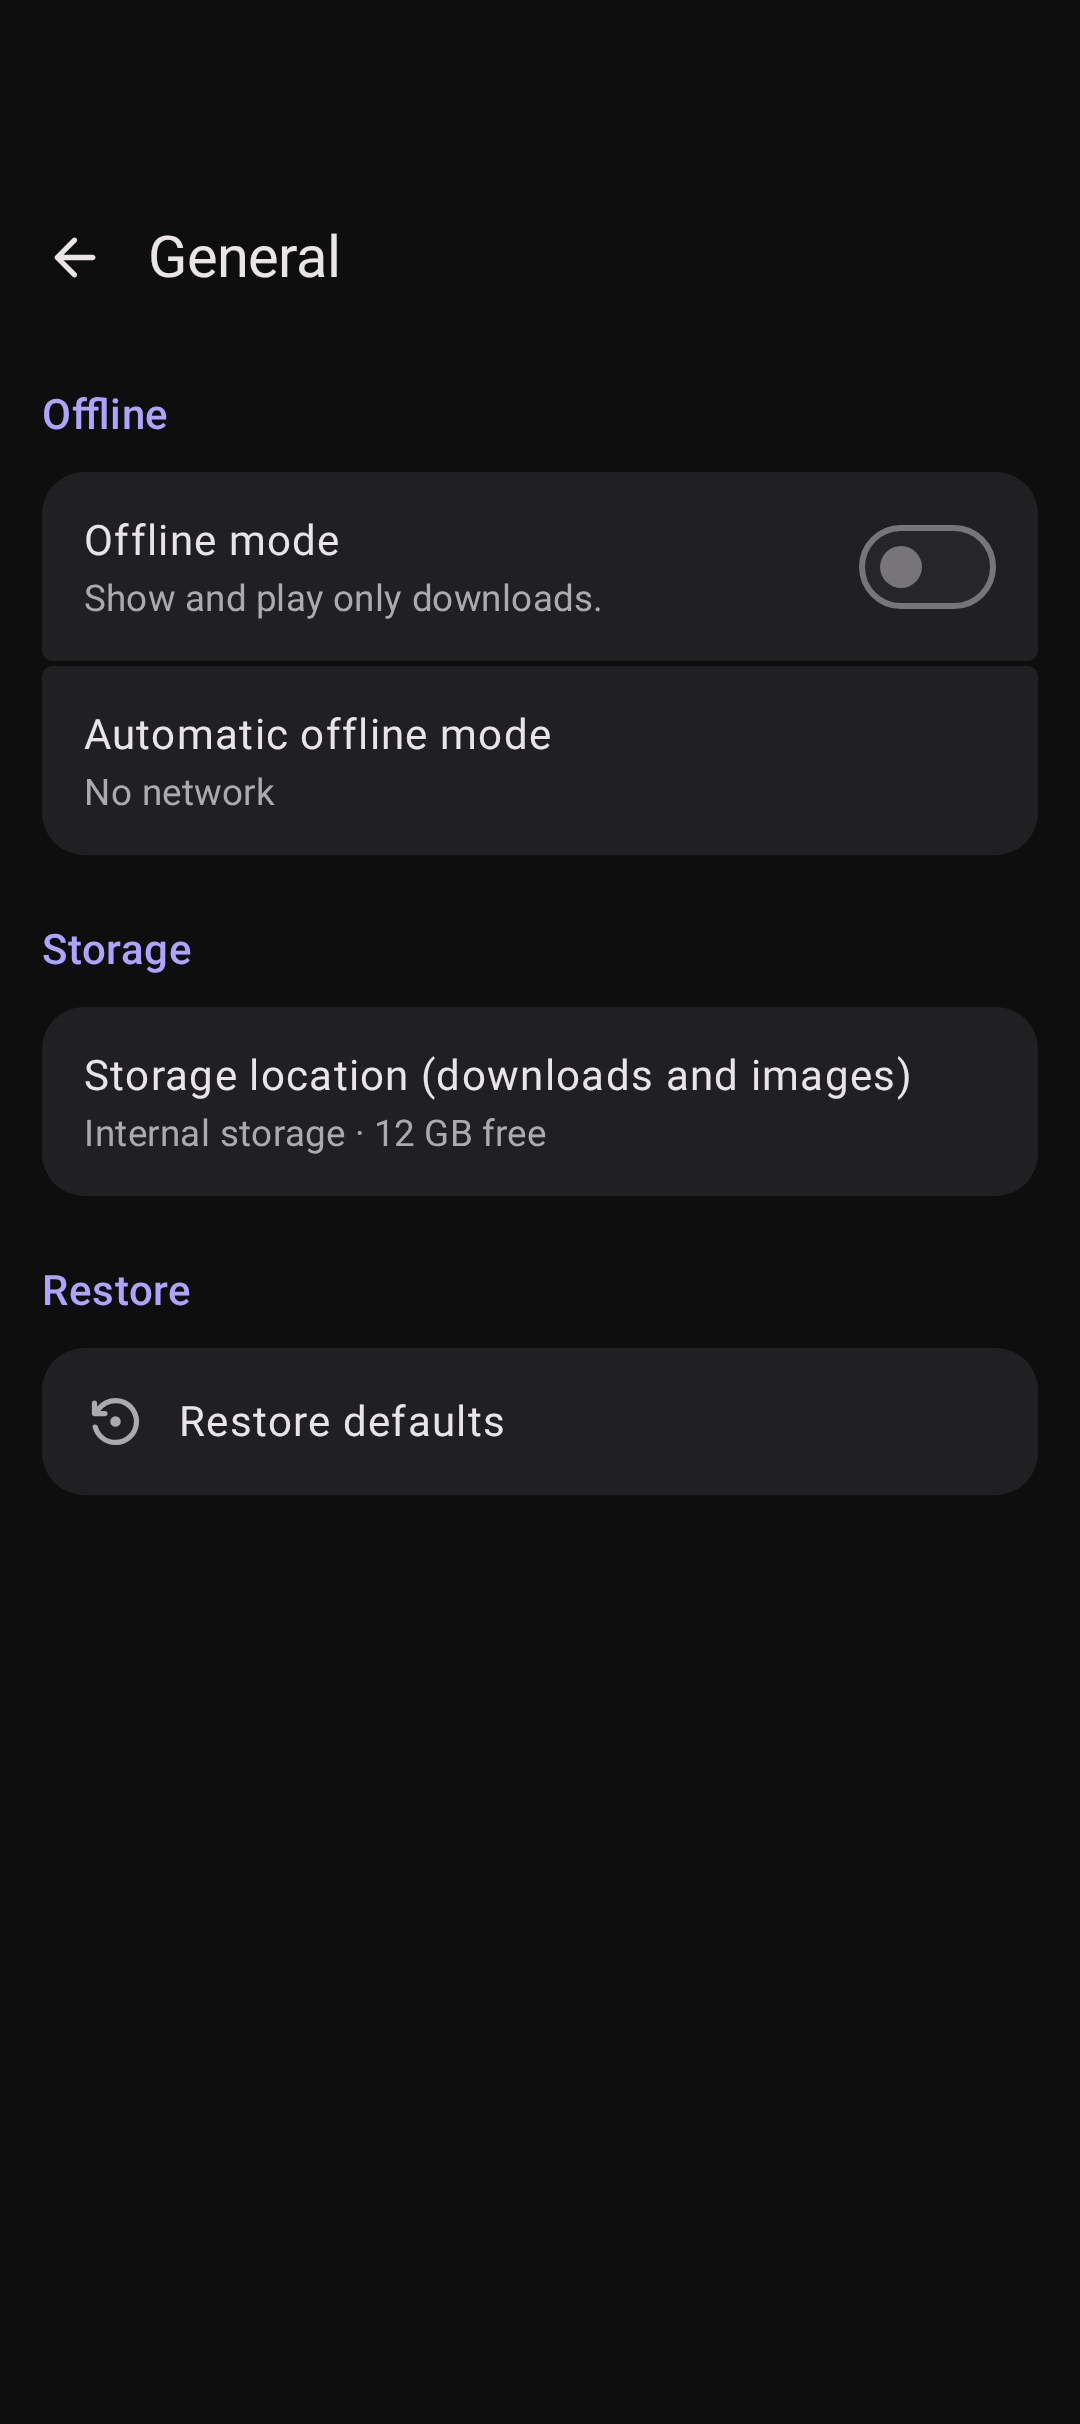 General
Offline
Offline mode
Show and play only downloads.
Automatic offline mode
No network
Storage
Storage location (downloads and images)
Internal storage · 12 GB free
Restore
Restore defaults